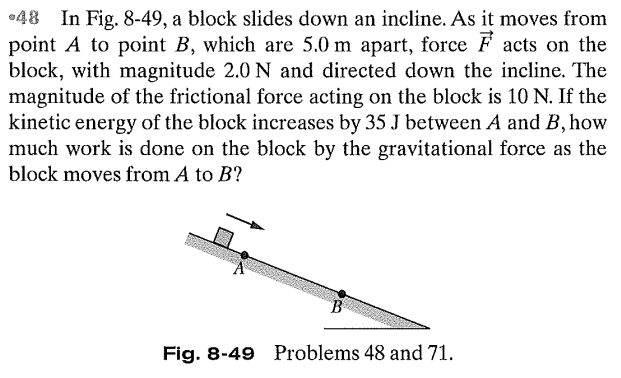 •48 In Fig. 8-49, a block slides down an incline. As it moves from
point A to point B, which are 5.0 m apart, force F⃗ acts on the
block, with magnitude 2.0 N and directed down the incline. The
magnitude of the frictional force acting on the block is 10 N. If the
kinetic energy of the block increases by 35 J between A and B, how
much work is done on the block by the gravitational force as the
block moves from A to B?
A
B
Fig. 8-49 Problems 48 and 71.